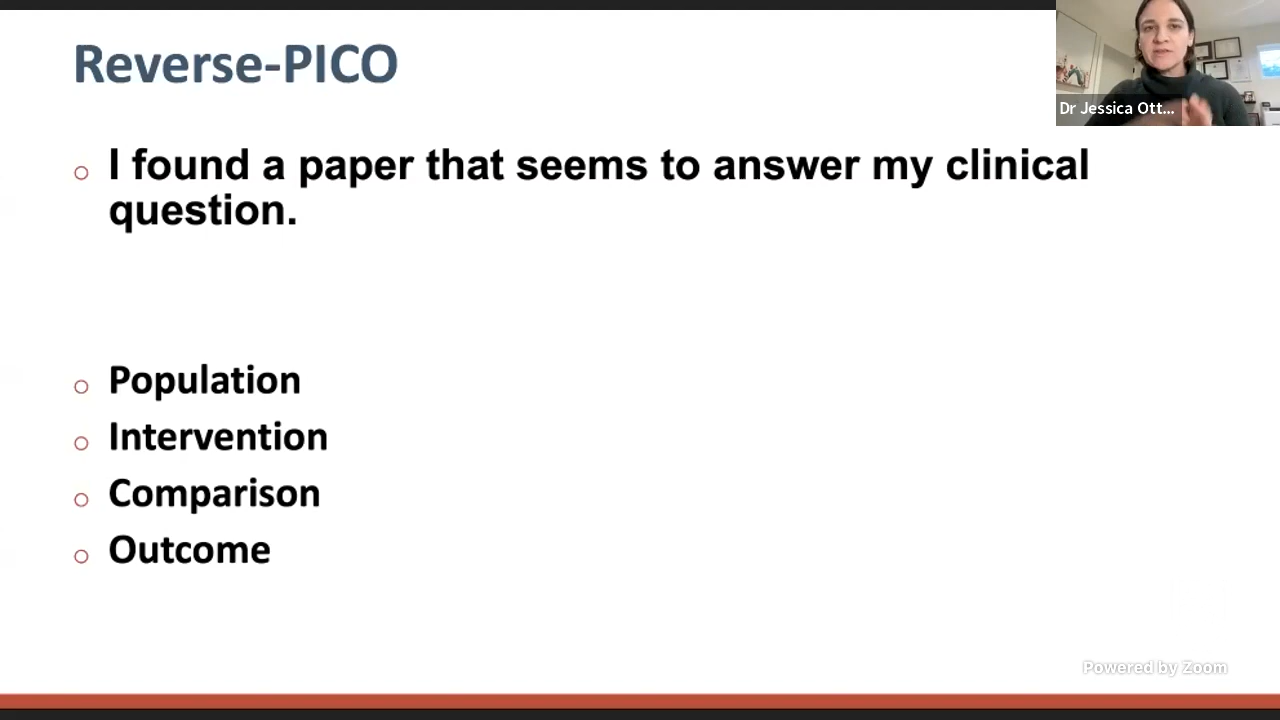 Reverse-PICO
Dr Jessica Ott...
I found a paper that seems to answer my clinical
question.
Population
Intervention
Comparison
Outcome
Powered by Zoom